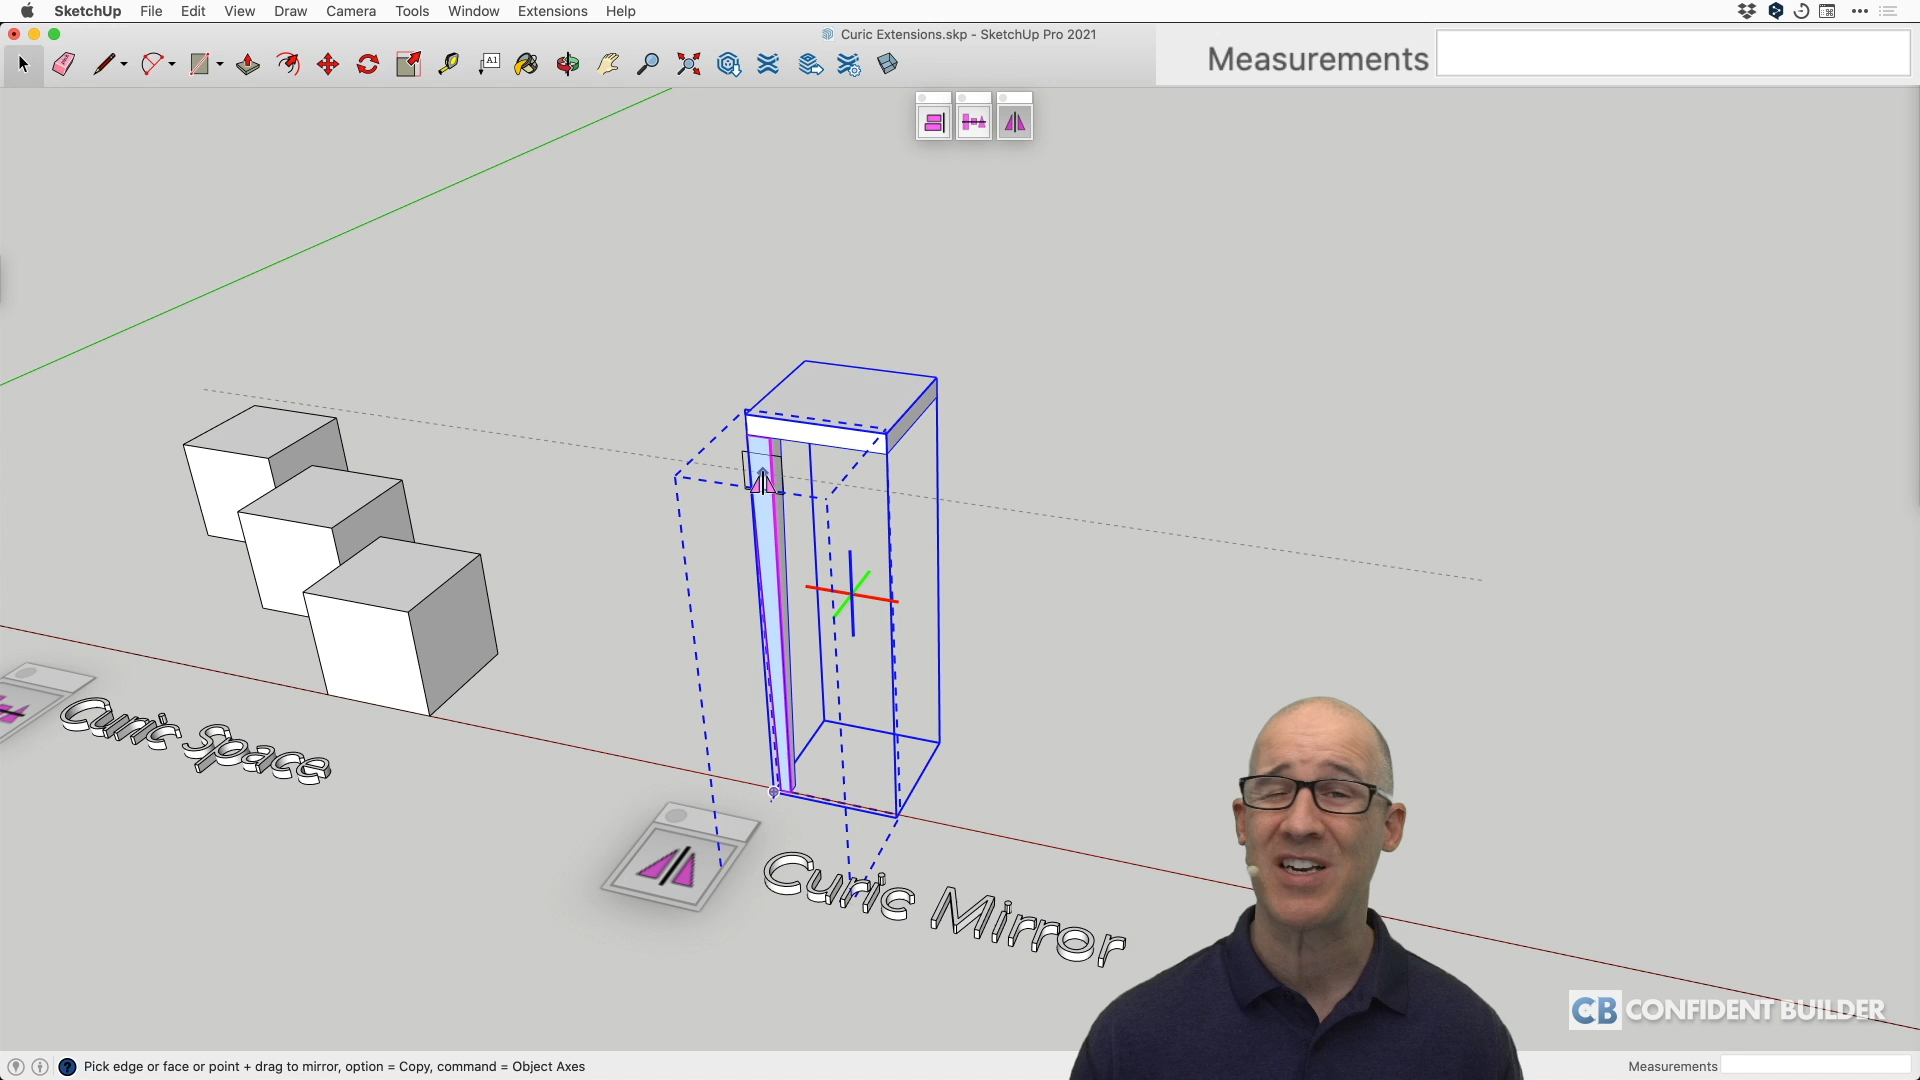 SketchUp File Edit View Draw Camera Tools Window Extensions Help
Curic Extensions.skp - SketchUp Pro 2021
Measurements
A1
Curic Space
Curic Mirror
CB CONFIDENT BUILDER
Pick edge or face or point + drag to mirror, option = Copy, command = Object Axes
Measurements